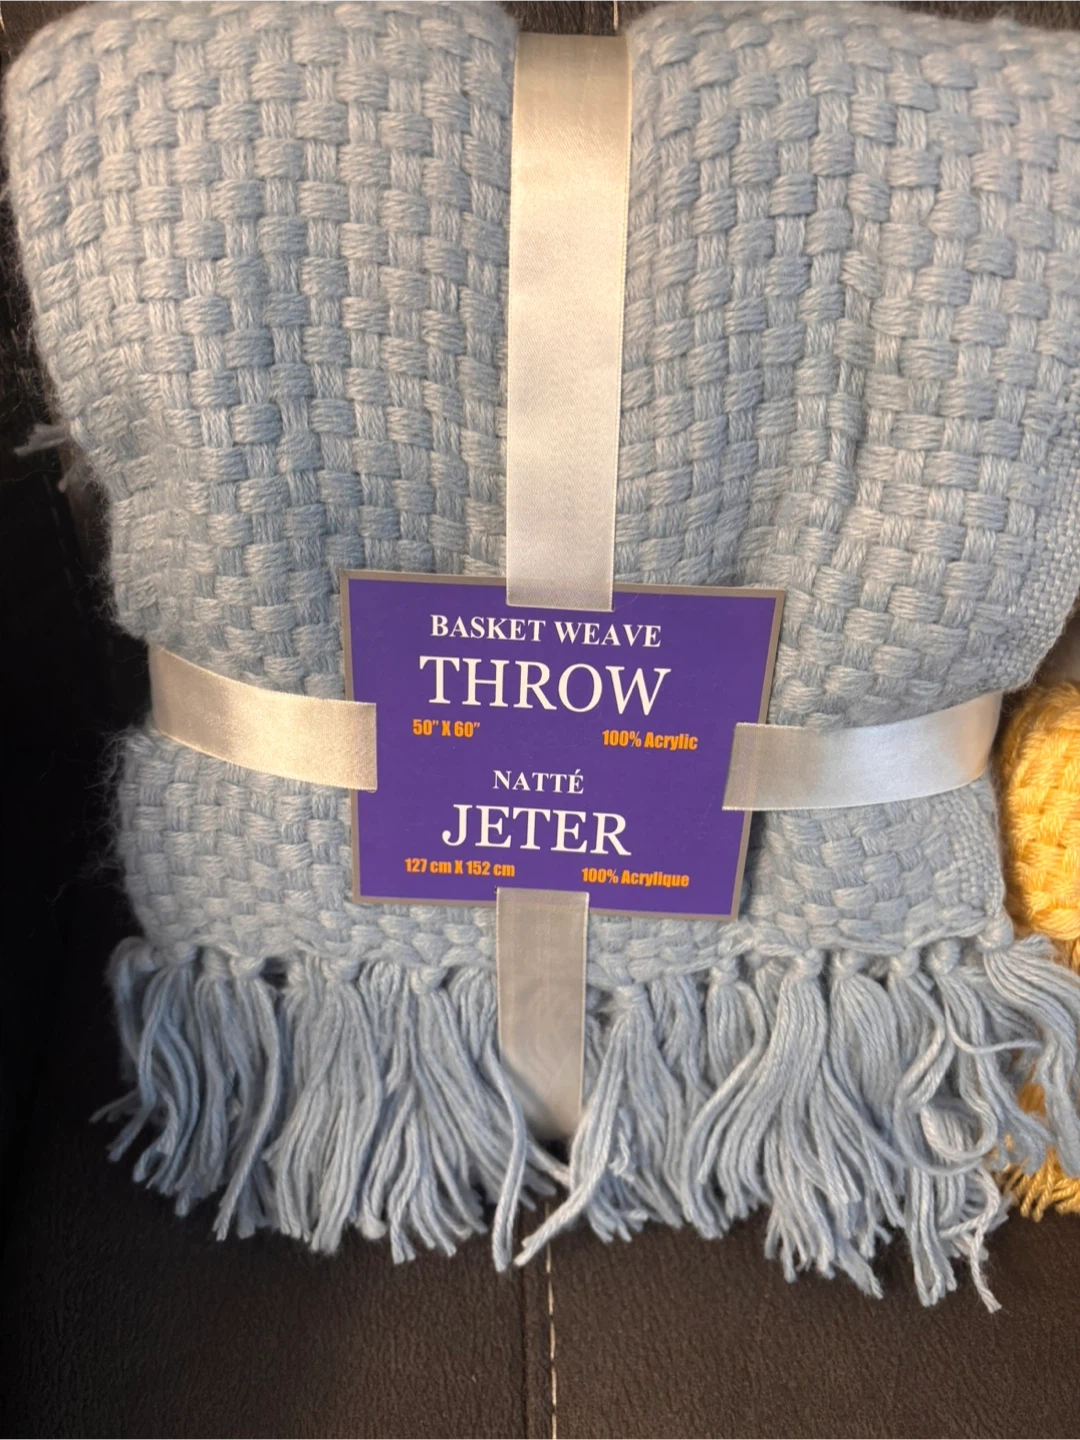 BASKET WEAVE
THROW
50" X 60"
100% Acrylic
NATTÉ
JETER
127 cm X 152 cm
100% Acrylique